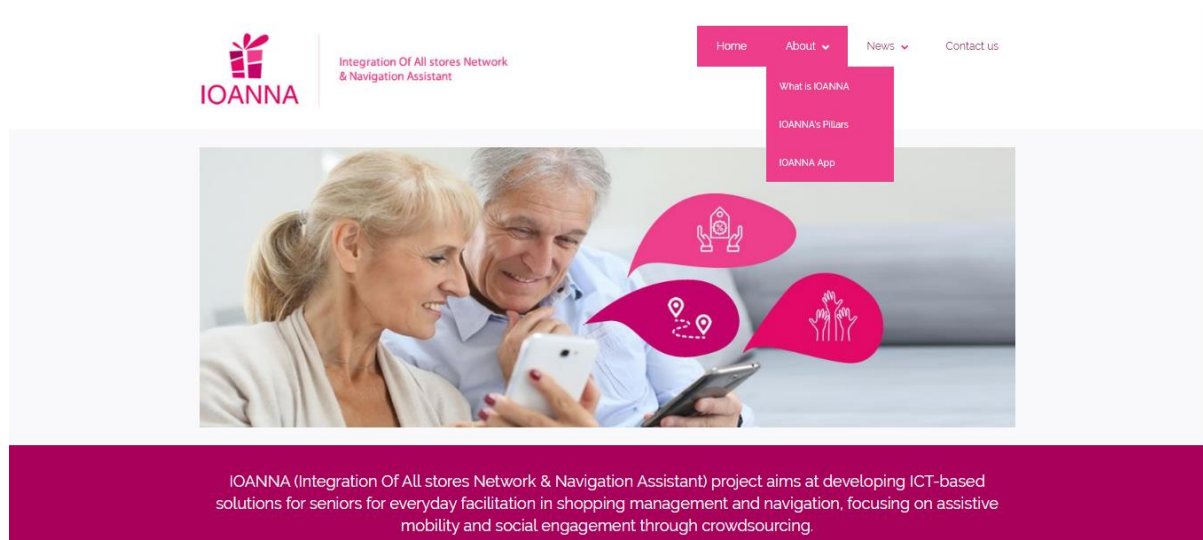 IOANNA
Integration Of All stores Network
& Navigation Assistant
Home
About
News
Contact us
What is IOANNA
IOANNA's Pillars
IOANNA App
IOANNA (Integration Of All stores Network & Navigation Assistant) project aims at developing ICT-based
solutions for seniors for everyday facilitation in shopping management and navigation, focusing on assistive
mobility and social engagement through crowdsourcing.